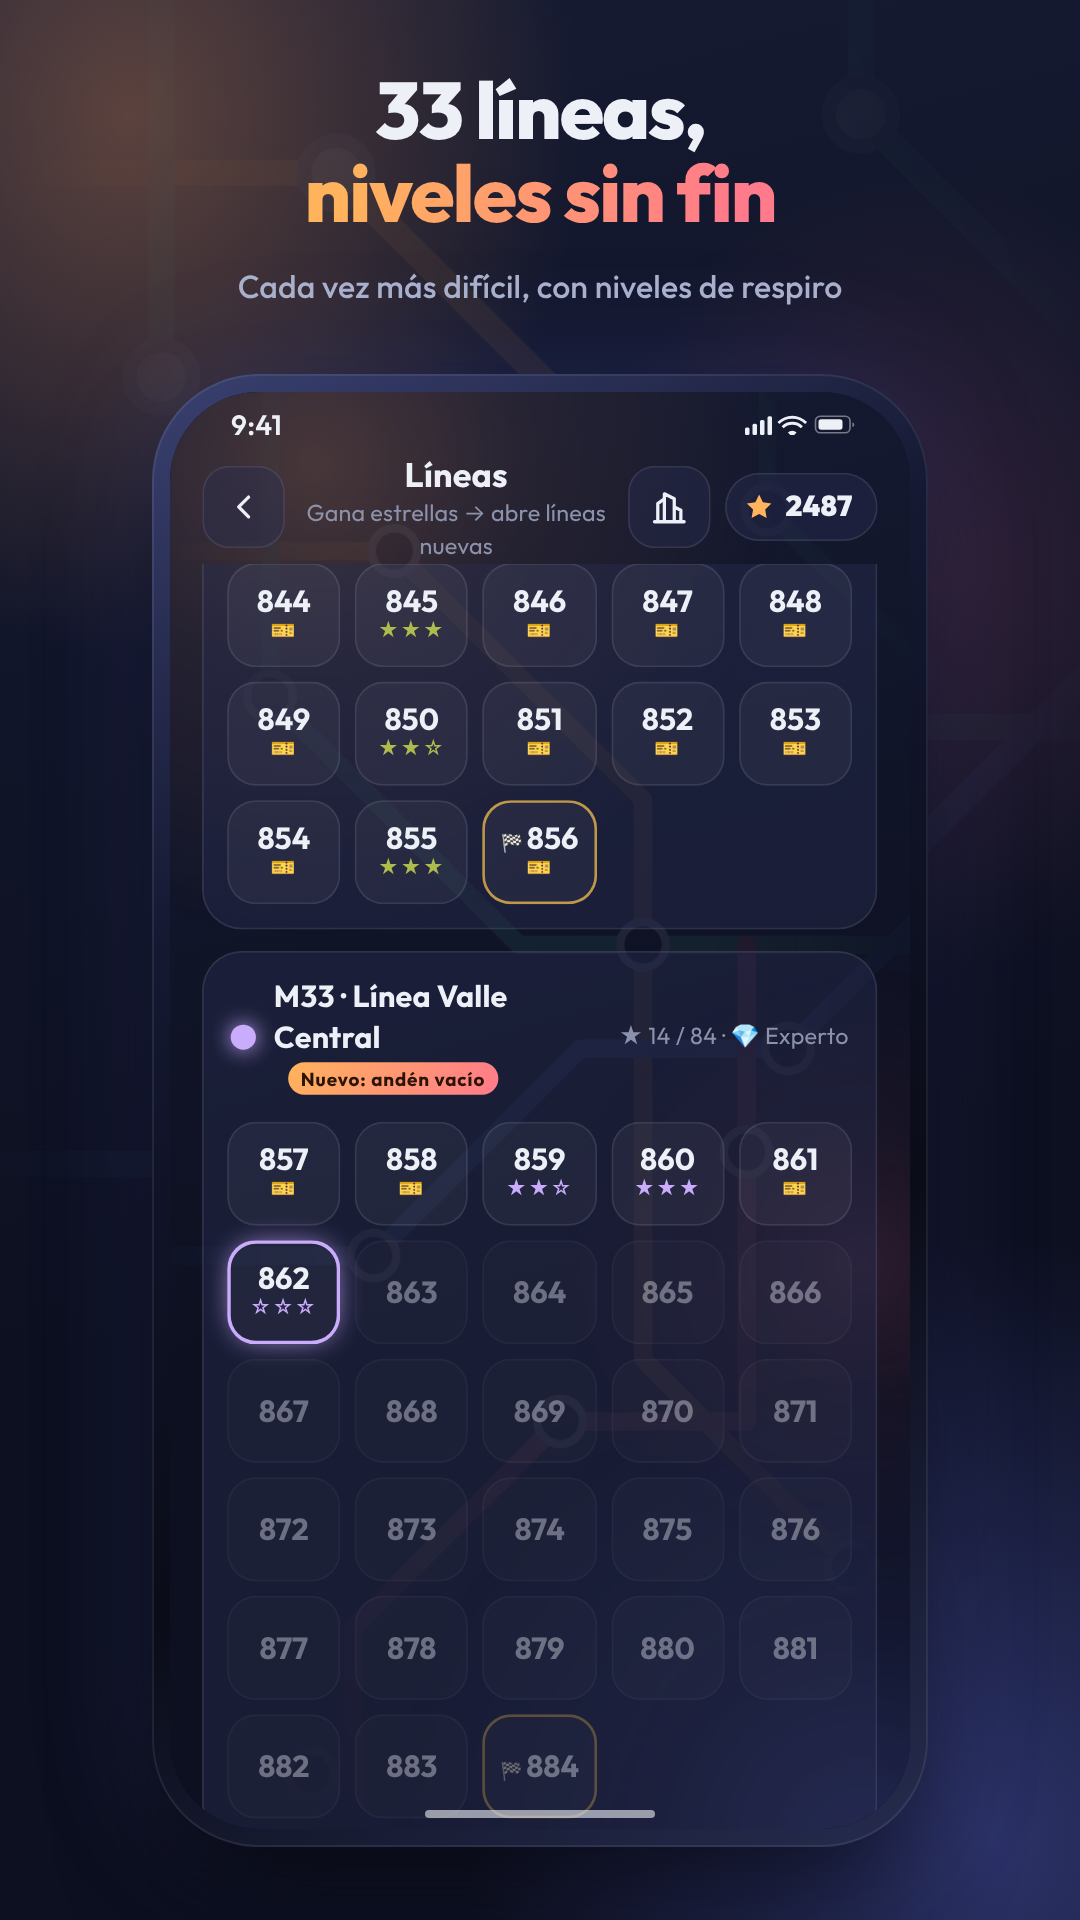 33 líneas,
niveles sin fin
Cada vez más difícil, con niveles de respiro
9:41
Líneas
Gana estrellas → abre líneas
nuevas
★ 2487
844 845 846 847 848
★★★
849 850 851 852 853
★★☆
854 855 856
★★★
M33 · Línea Valle
Central
★ 14 / 84 · 💎 Experto
Nuevo: andén vacío
857 858 859 860 861
★★☆ ★★★
862 863 864 865 866
☆☆☆
867 868 869 870 871
872 873 874 875 876
877 878 879 880 881
882 883 884